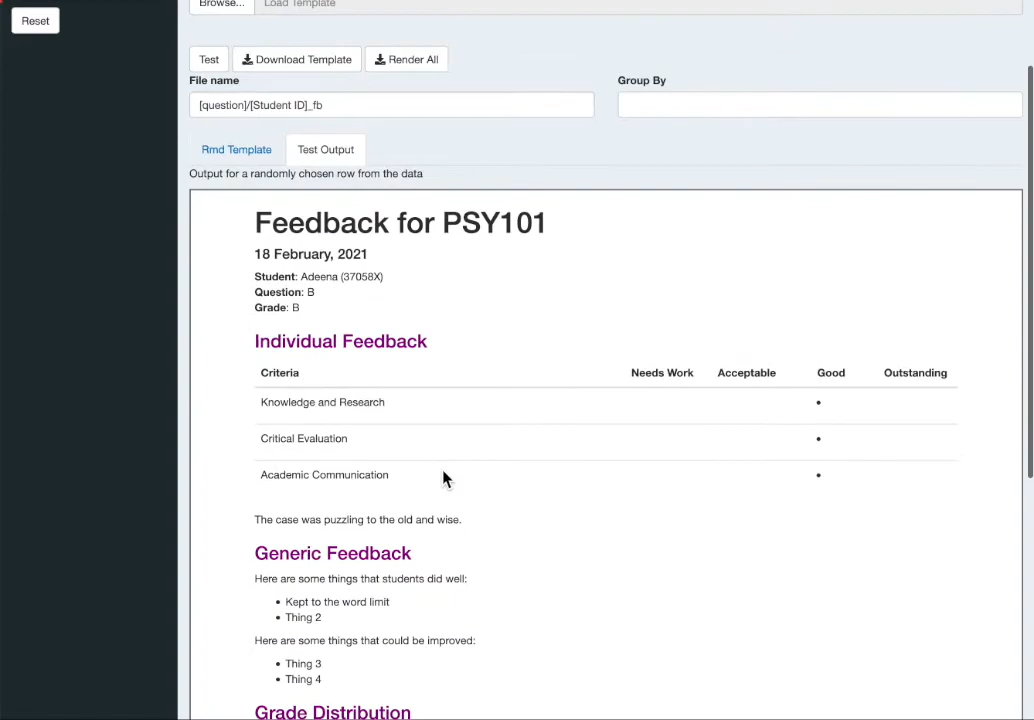 Reset
Browse... Load Template
Test Download Template Render All
File name Group By
[question]/[Student ID]_fb
Rmd Template Test Output
Output for a randomly chosen row from the data
Feedback for PSY101
18 February, 2021
Student: Adeena (37058X)
Question: B
Grade: B
Individual Feedback
Criteria Needs Work Acceptable Good Outstanding
Knowledge and Research •
Critical Evaluation •
Academic Communication •
The case was puzzling to the old and wise.
Generic Feedback
Here are some things that students did well:
• Kept to the word limit
• Thing 2
Here are some things that could be improved:
• Thing 3
• Thing 4
Grade Distribution